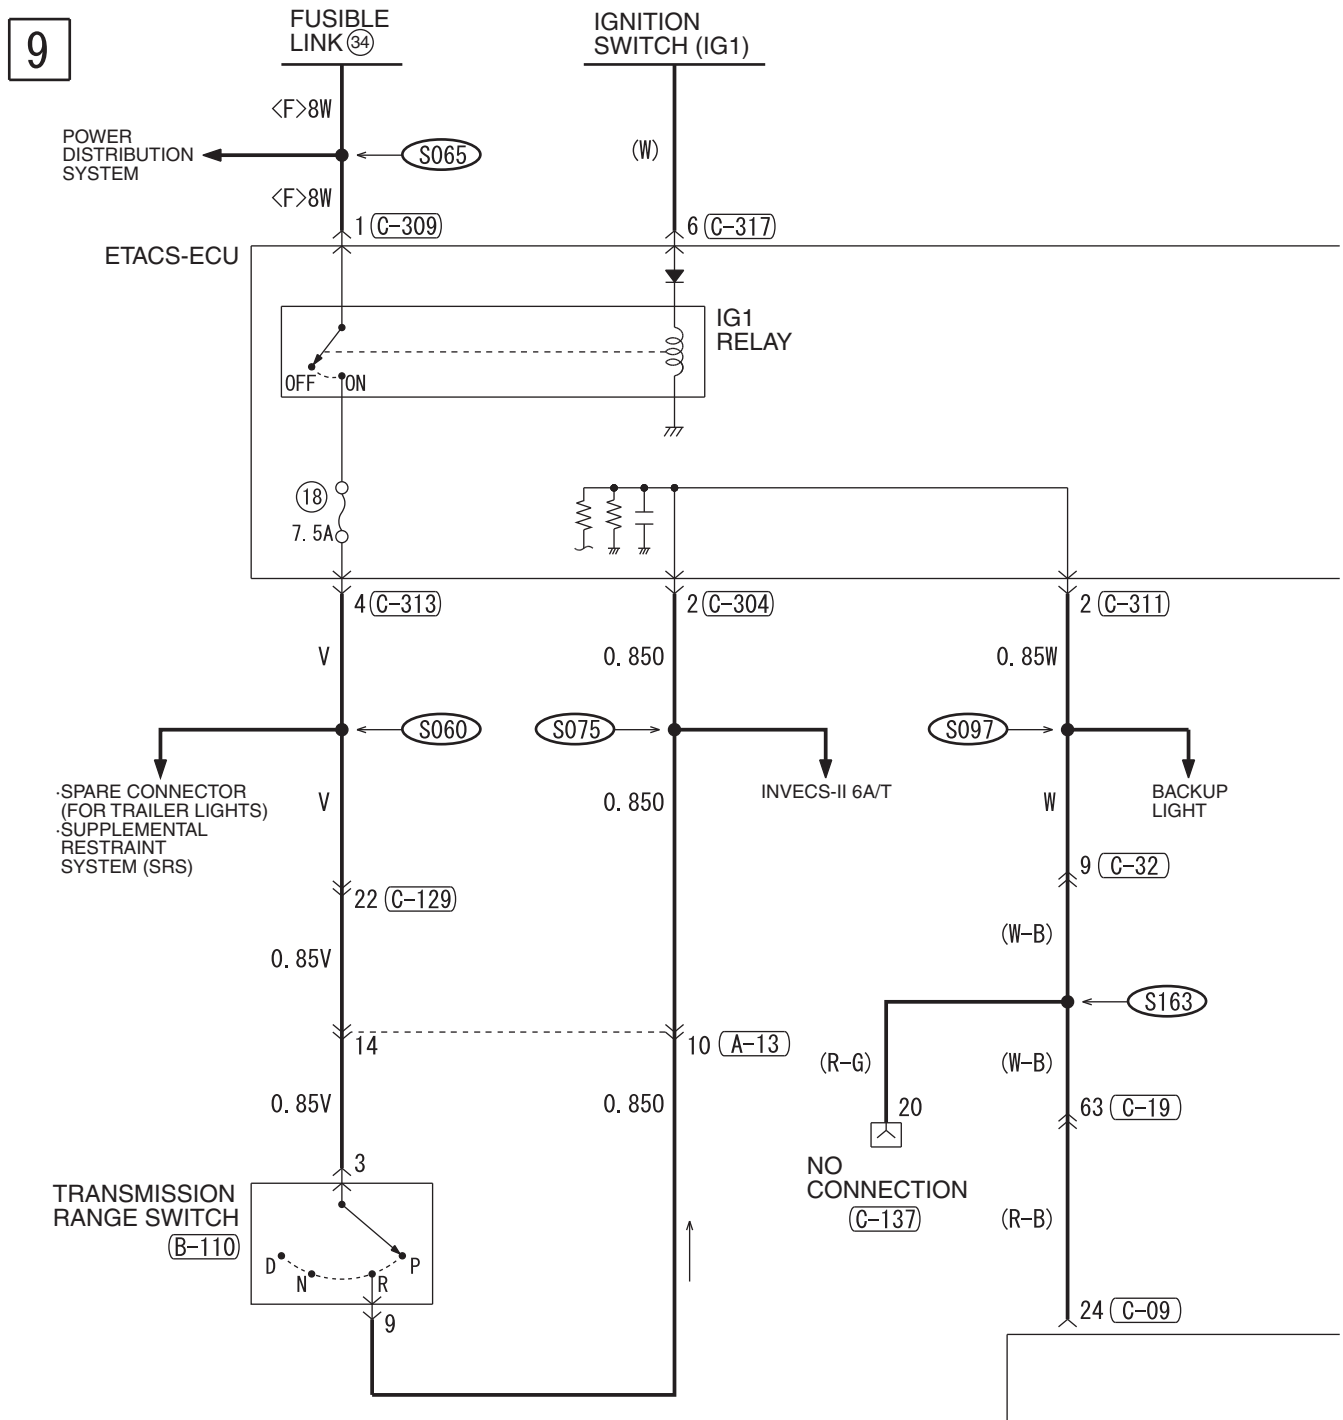 9
FUSIBLE
LINK 34
IGNITION
SWITCH (IG1)
<F>8W
POWER
DISTRIBUTION
SYSTEM
S065
(W)
<F>8W
1 C-309
6 C-317
ETACS-ECU
IG1
RELAY
OFF ON
18
7. 5A
4 C-313
2 C-304
2 C-311
V
0. 85O
0. 85W
S060
S075
S097
·SPARE CONNECTOR
(FOR TRAILER LIGHTS)
·SUPPLEMENTAL
RESTRAINT
SYSTEM (SRS)
V
0. 85O
INVECS-II 6A/T
W
BACKUP
LIGHT
9 C-32
22 C-129
(W-B)
0. 85V
S163
14
10 A-13
(R-G)
(W-B)
0. 85V
0. 85O
20
63 C-19
3
NO
CONNECTION
C-137
TRANSMISSION
RANGE SWITCH
B-110
(R-B)
D N R P
9
24 C-09